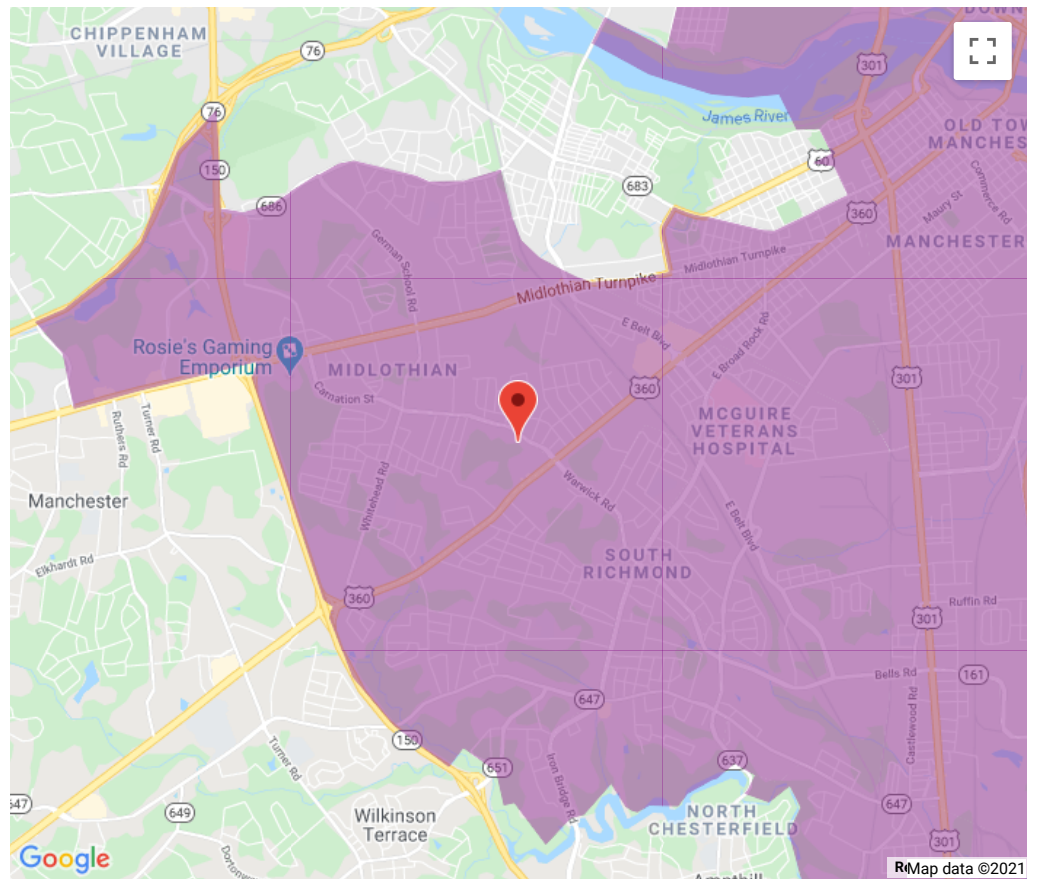 DOWN
CHIPPENHAM
VILLAGE
76
301
76
James River
OLD TOW
MANCHES
60
150
683
Commerce Rd
686
Maury St
360
German School Rd
MANCHESTER
Midlothian Turnpike
Midlothian Turnpike
E Belt Blvd
E Broad Rock Rd
Rosie's Gaming
Emporium
MIDLOTHIAN
301
360
Carnation St
Ruthers Rd
Turner Rd
MCGUIRE
VETERANS
HOSPITAL
Whitehead Rd
Warwick Rd
Manchester
E Belt Blvd
Elkhardt Rd
SOUTH
RICHMOND
360
Ruffin Rd
301
Bells Rd
161
647
Castlewood Rd
150
Turner Rd
651
Iron Bridge Rd
637
647
649
Wilkinson
Terrace
NORTH
CHESTERFIELD
647
301
Google
Map data ©2021